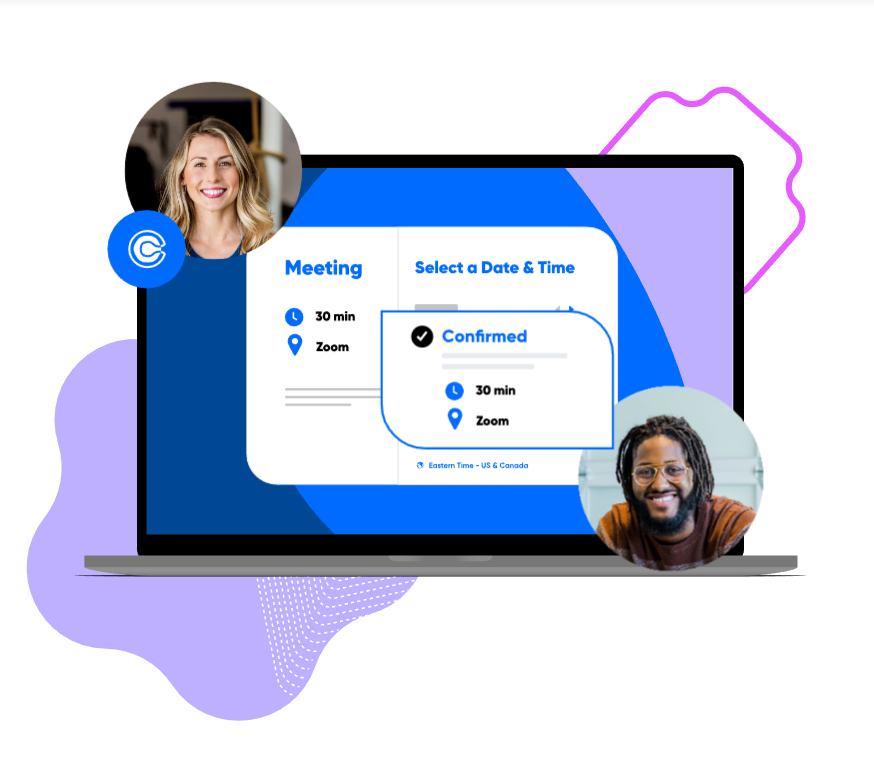 Meeting
30 min
Zoom
Select a Date & Time
Confirmed
30 min
Zoom
Eastern Time - US & Canada